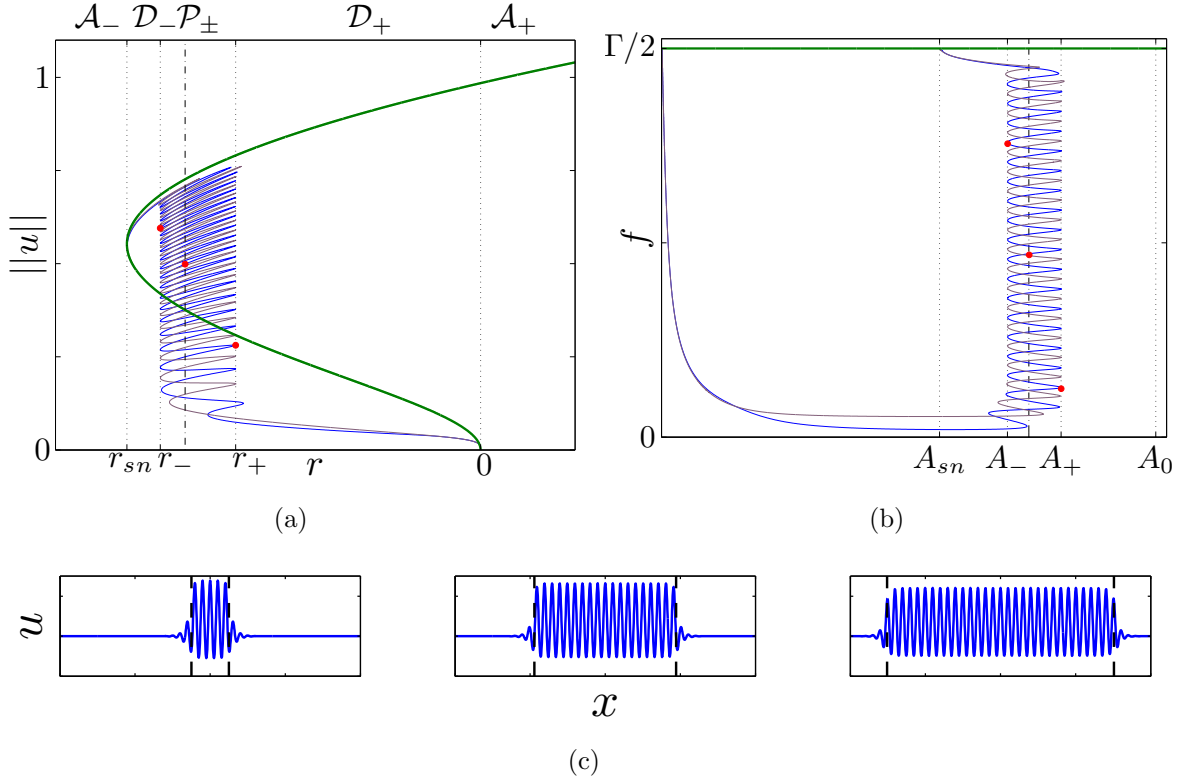 𝒜₋ 𝒟₋ 𝒫± 𝒟₊ 𝒜₊
1
||u||
0
r_sn r₋ r₊ r 0
(a)
Γ/2
f
0
A_sn A₋ A₊ A₀
(b)
u
x
(c)